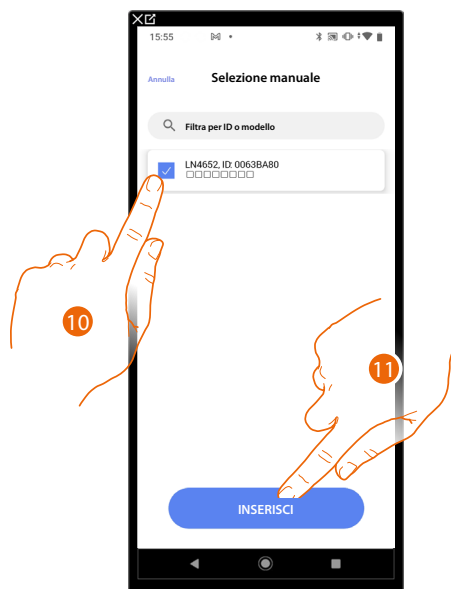 15:55
Annulla
Selezione manuale
Filtra per ID o modello
LN4652, ID: 0063BA80
□□□□□□□□
10
11
INSERISCI